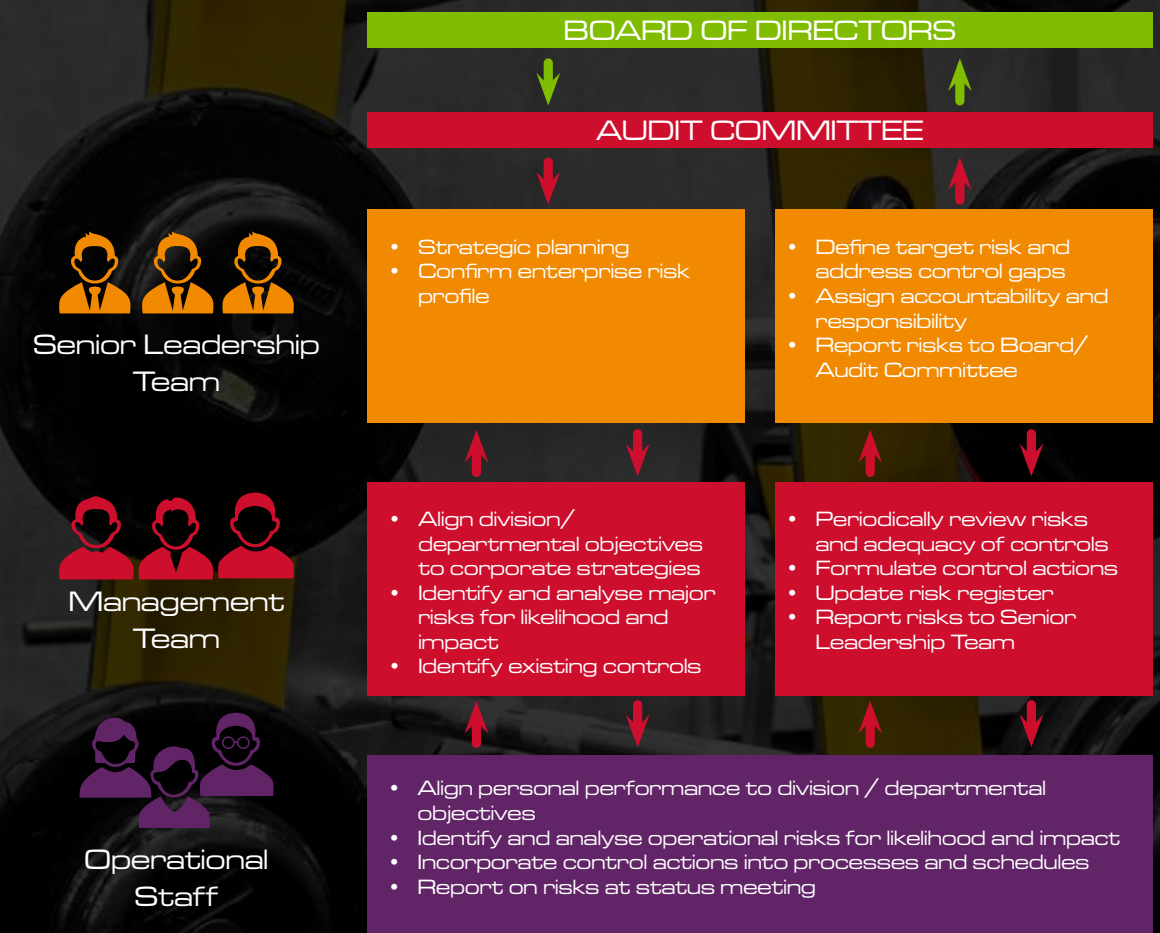 BOARD OF DIRECTORS
AUDIT COMMITTEE
Senior Leadership
Team
• Strategic planning
• Confirm enterprise risk
profile
• Define target risk and
address control gaps
• Assign accountability and
responsibility
• Report risks to Board/
Audit Committee
Management
Team
• Align division/
departmental objectives
to corporate strategies
• Identify and analyse major
risks for likelihood and
impact
• Identify existing controls
• Periodically review risks
and adequacy of controls
• Formulate control actions
• Update risk register
• Report risks to Senior
Leadership Team
Operational
Staff
• Align personal performance to division / departmental
objectives
• Identify and analyse operational risks for likelihood and impact
• Incorporate control actions into processes and schedules
• Report on risks at status meeting